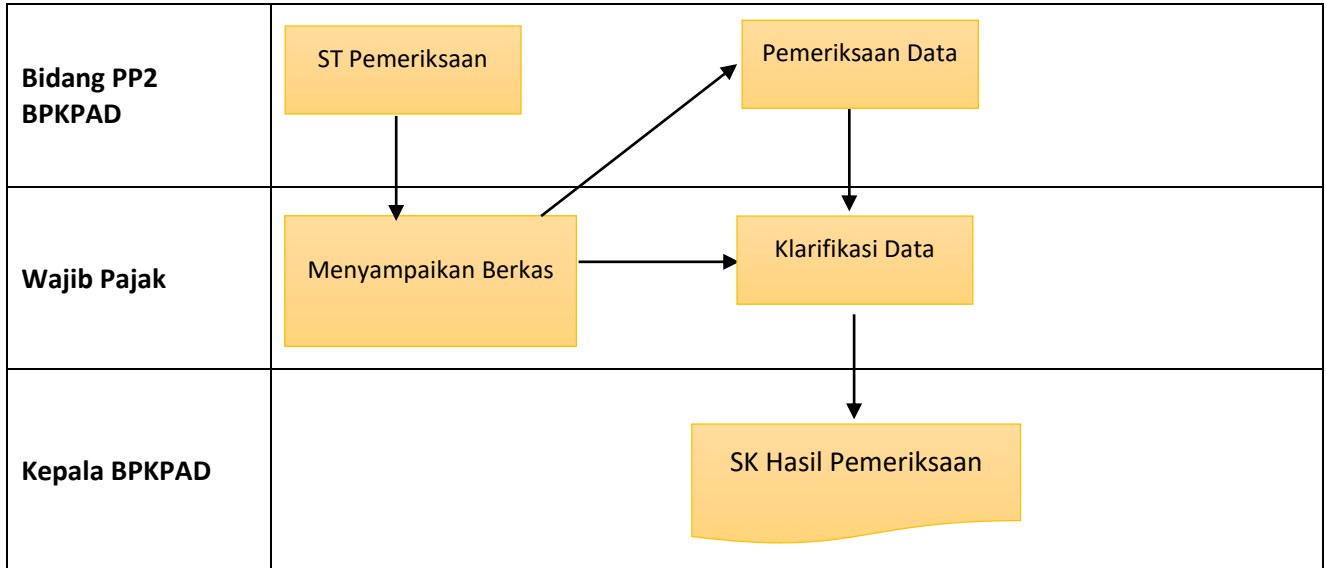 Bidang PP2
BPKPAD
ST Pemeriksaan
Pemeriksaan Data
Wajib Pajak
Menyampaikan Berkas
Klarifikasi Data
Kepala BPKPAD
SK Hasil Pemeriksaan